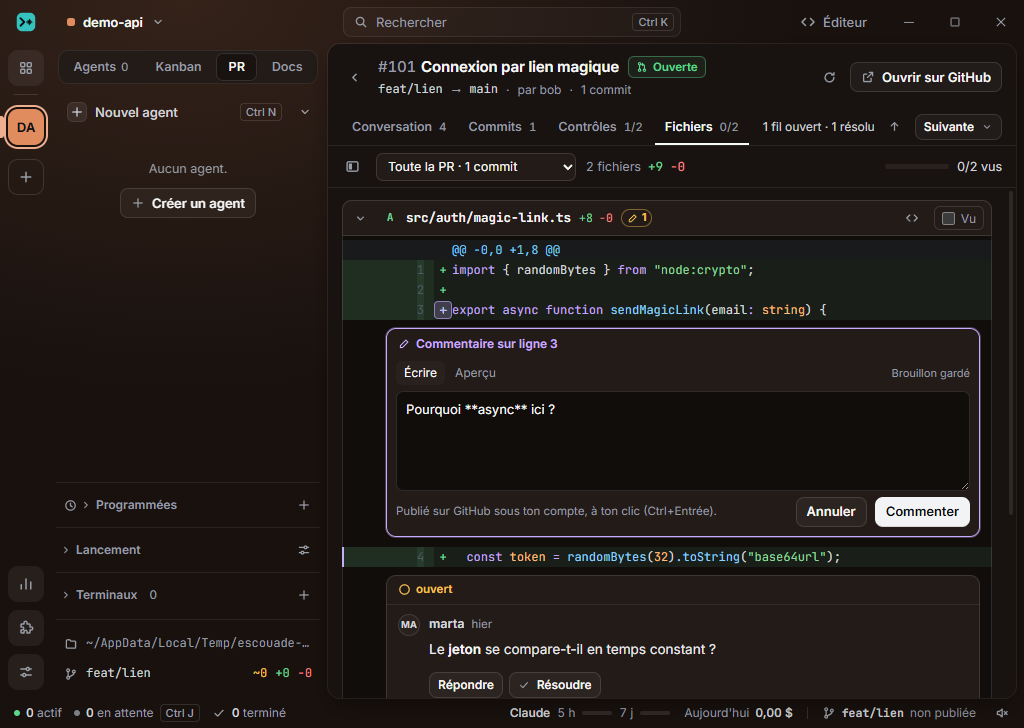 demo-api
Rechercher
Ctrl K
Éditeur
DA
Agents 0
Kanban
PR
Docs
Nouvel agent
Ctrl N
Aucun agent.
Créer un agent
Programmées
Lancement
Terminaux 0
~/AppData/Local/Temp/escouade-…
feat/lien
~0 +0 -0
#101 Connexion par lien magique
Ouverte
feat/lien → main · par bob · 1 commit
Ouvrir sur GitHub
Conversation 4
Commits 1
Contrôles 1/2
Fichiers 0/2
1 fil ouvert · 1 résolu
Suivante
Toute la PR · 1 commit
2 fichiers +9 -0
0/2 vus
A src/auth/magic-link.ts +8 -0
1
Vu
@@ -0,0 +1,8 @@
1 + import { randomBytes } from "node:crypto";
2 +
3 + export async function sendMagicLink(email: string) {
Commentaire sur ligne 3
Écrire
Aperçu
Brouillon gardé
Pourquoi **async** ici ?
Publié sur GitHub sous ton compte, à ton clic (Ctrl+Entrée).
Annuler
Commenter
4 + const token = randomBytes(32).toString("base64url");
ouvert
MA
marta hier
Le jeton se compare-t-il en temps constant ?
Répondre
Résoudre
0 actif
0 en attente
Ctrl J
0 terminé
Claude 5 h
7 j
Aujourd'hui 0,00 $
feat/lien non publiée